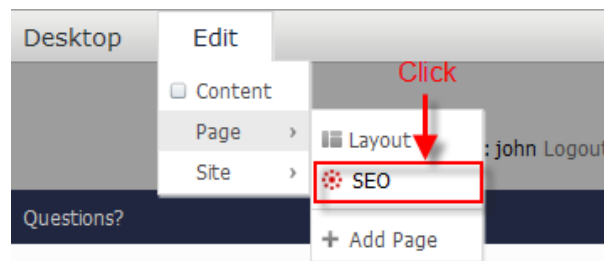 Desktop Edit
Click
Content
Page
Layout
: john Logout
Site
SEO
Questions?
Add Page